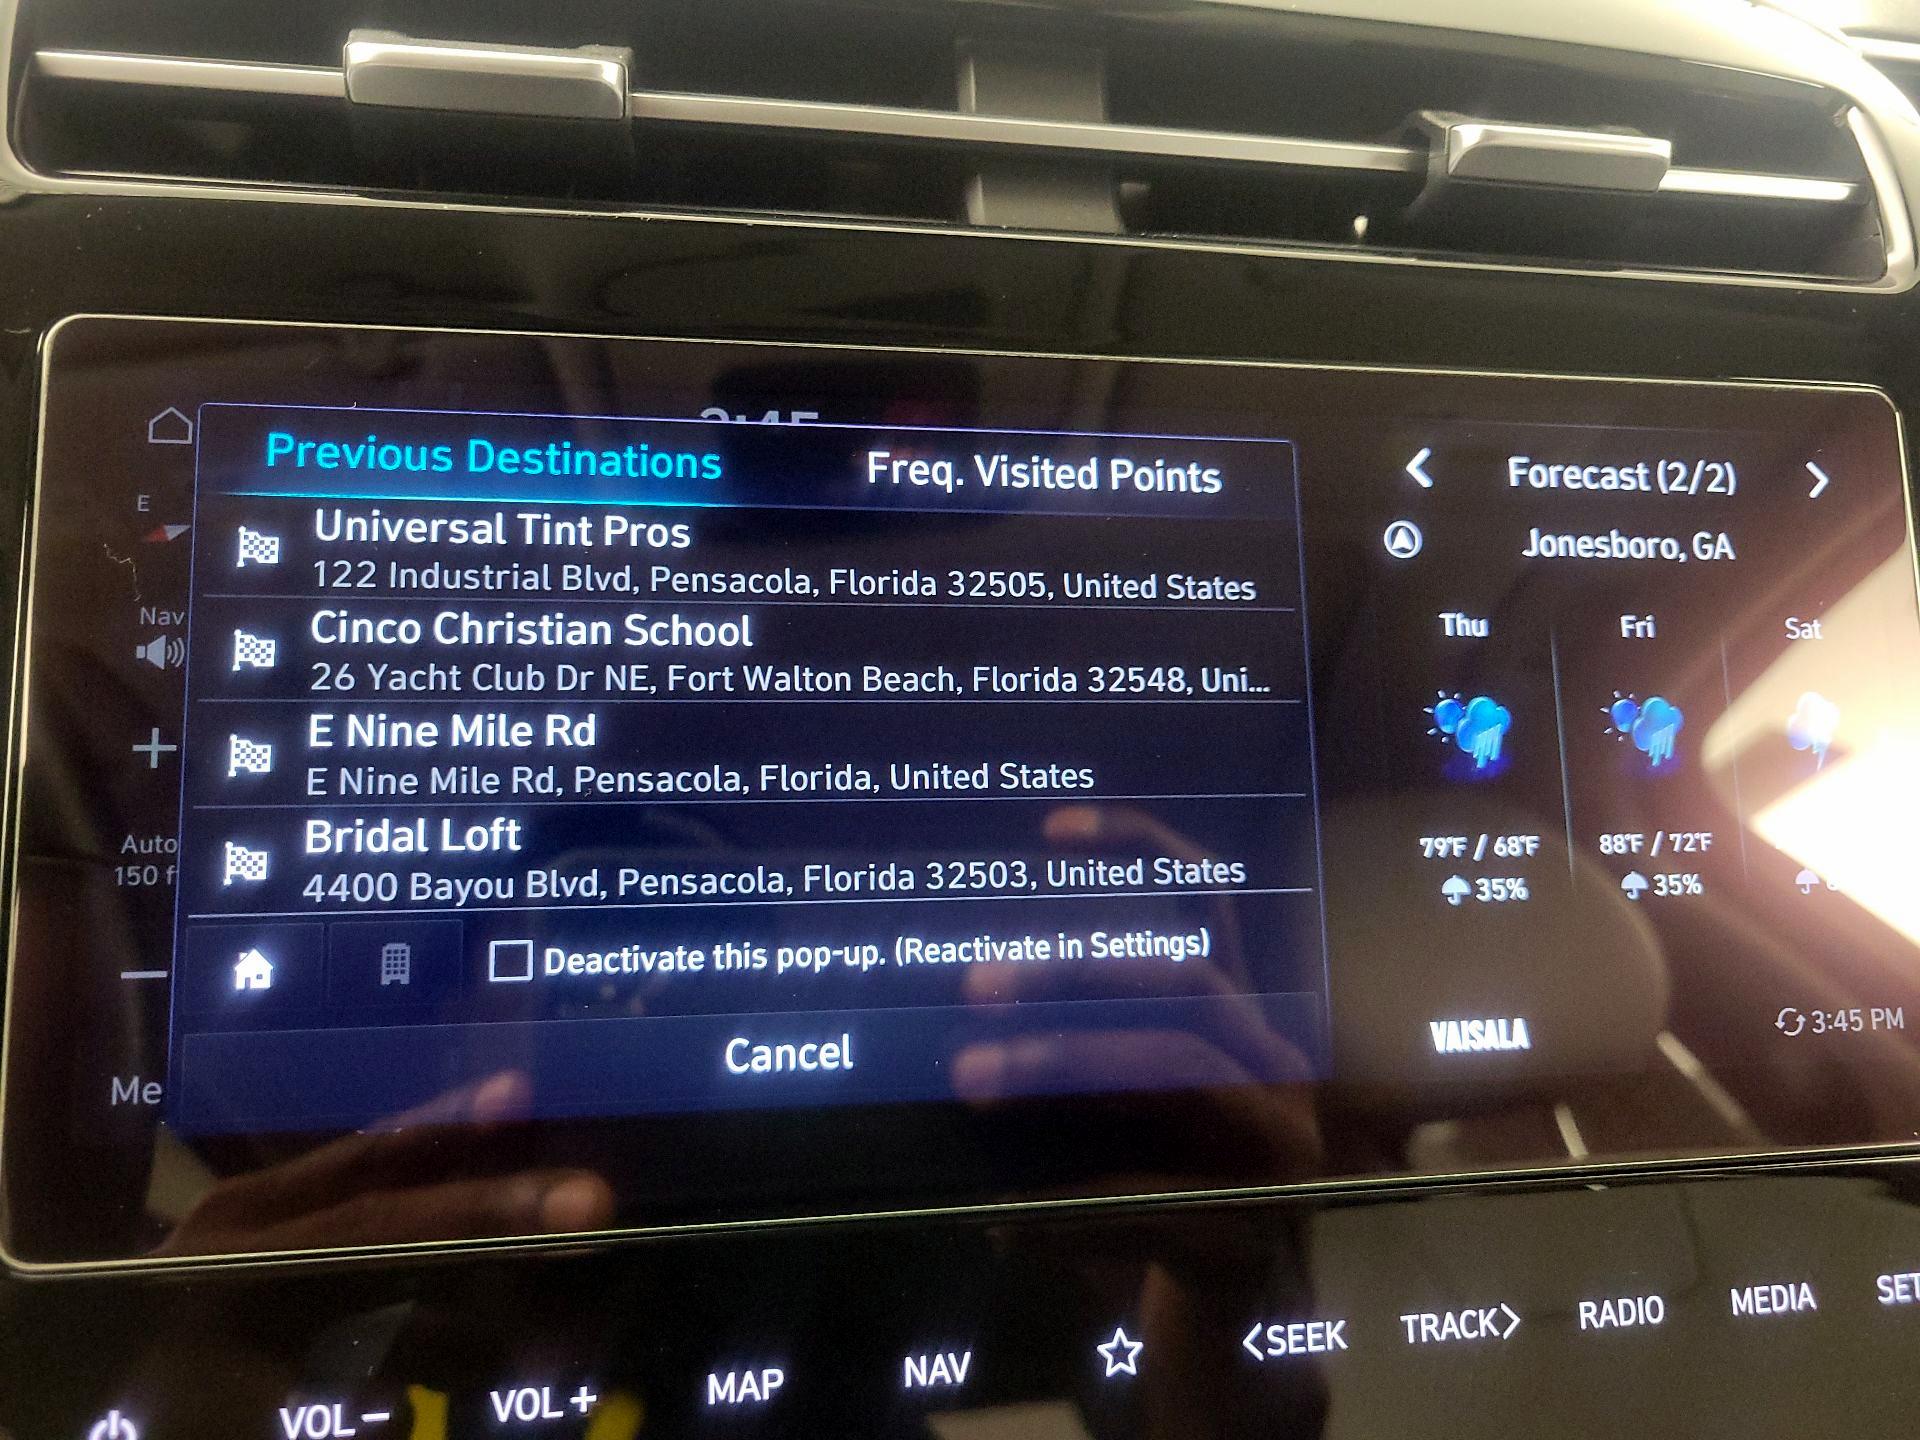 Previous Destinations
Freq. Visited Points
Universal Tint Pros
122 Industrial Blvd, Pensacola, Florida 32505, United States
Cinco Christian School
26 Yacht Club Dr NE, Fort Walton Beach, Florida 32548, Uni...
E Nine Mile Rd
E Nine Mile Rd, Pensacola, Florida, United States
Bridal Loft
4400 Bayou Blvd, Pensacola, Florida 32503, United States
Deactivate this pop-up. (Reactivate in Settings)
Cancel
E
Nav
Auto
150 f
Me
Forecast (2/2)
Jonesboro, GA
Thu
Fri
Sat
79°F / 68°F
88°F / 72°F
35%
35%
VAISALA
3:45 PM
VOL −
VOL +
MAP
NAV
<SEEK
TRACK>
RADIO
MEDIA
SET